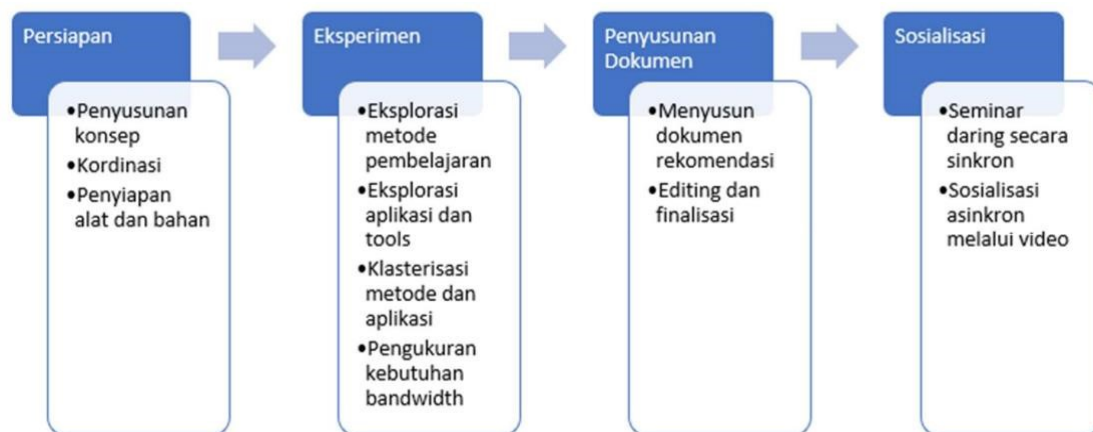 Persiapan
•Penyusunan
konsep
•Kordinasi
•Penyiapan
alat dan bahan
Eksperimen
•Eksplorasi
metode
pembelajaran
•Eksplorasi
aplikasi dan
tools
•Klasterisasi
metode dan
aplikasi
•Pengukuran
kebutuhan
bandwidth
Penyusunan
Dokumen
•Menyusun
dokumen
rekomendasi
•Editing dan
finalisasi
Sosialisasi
•Seminar
daring secara
sinkron
•Sosialisasi
asinkron
melalui video